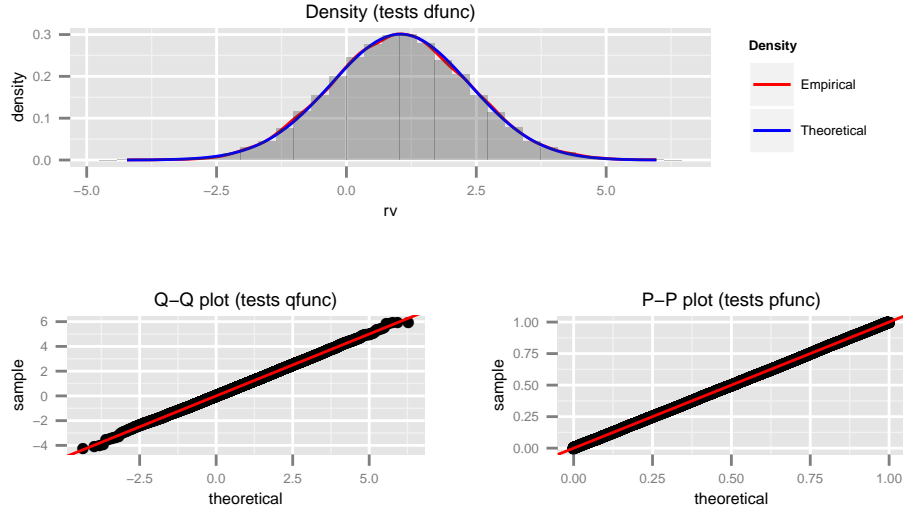 Density (tests dfunc)
0.3
0.2
0.1
0.0
density
−5.0
−2.5
0.0
2.5
5.0
rv
Density
Empirical
Theoretical
Q−Q plot (tests qfunc)
6
4
2
0
−2
−4
sample
−2.5
0.0
2.5
5.0
theoretical
P−P plot (tests pfunc)
1.00
0.75
0.50
0.25
0.00
sample
0.00
0.25
0.50
0.75
1.00
theoretical